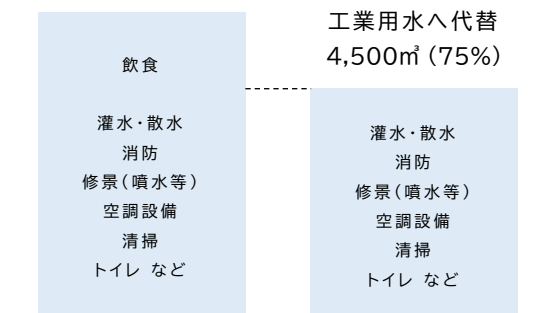 飲食
灌水・散水
消防
修景(噴水等)
空調設備
清掃
トイレ など
工業用水へ代替
4,500㎥ (75%)
灌水・散水
消防
修景(噴水等)
空調設備
清掃
トイレ など